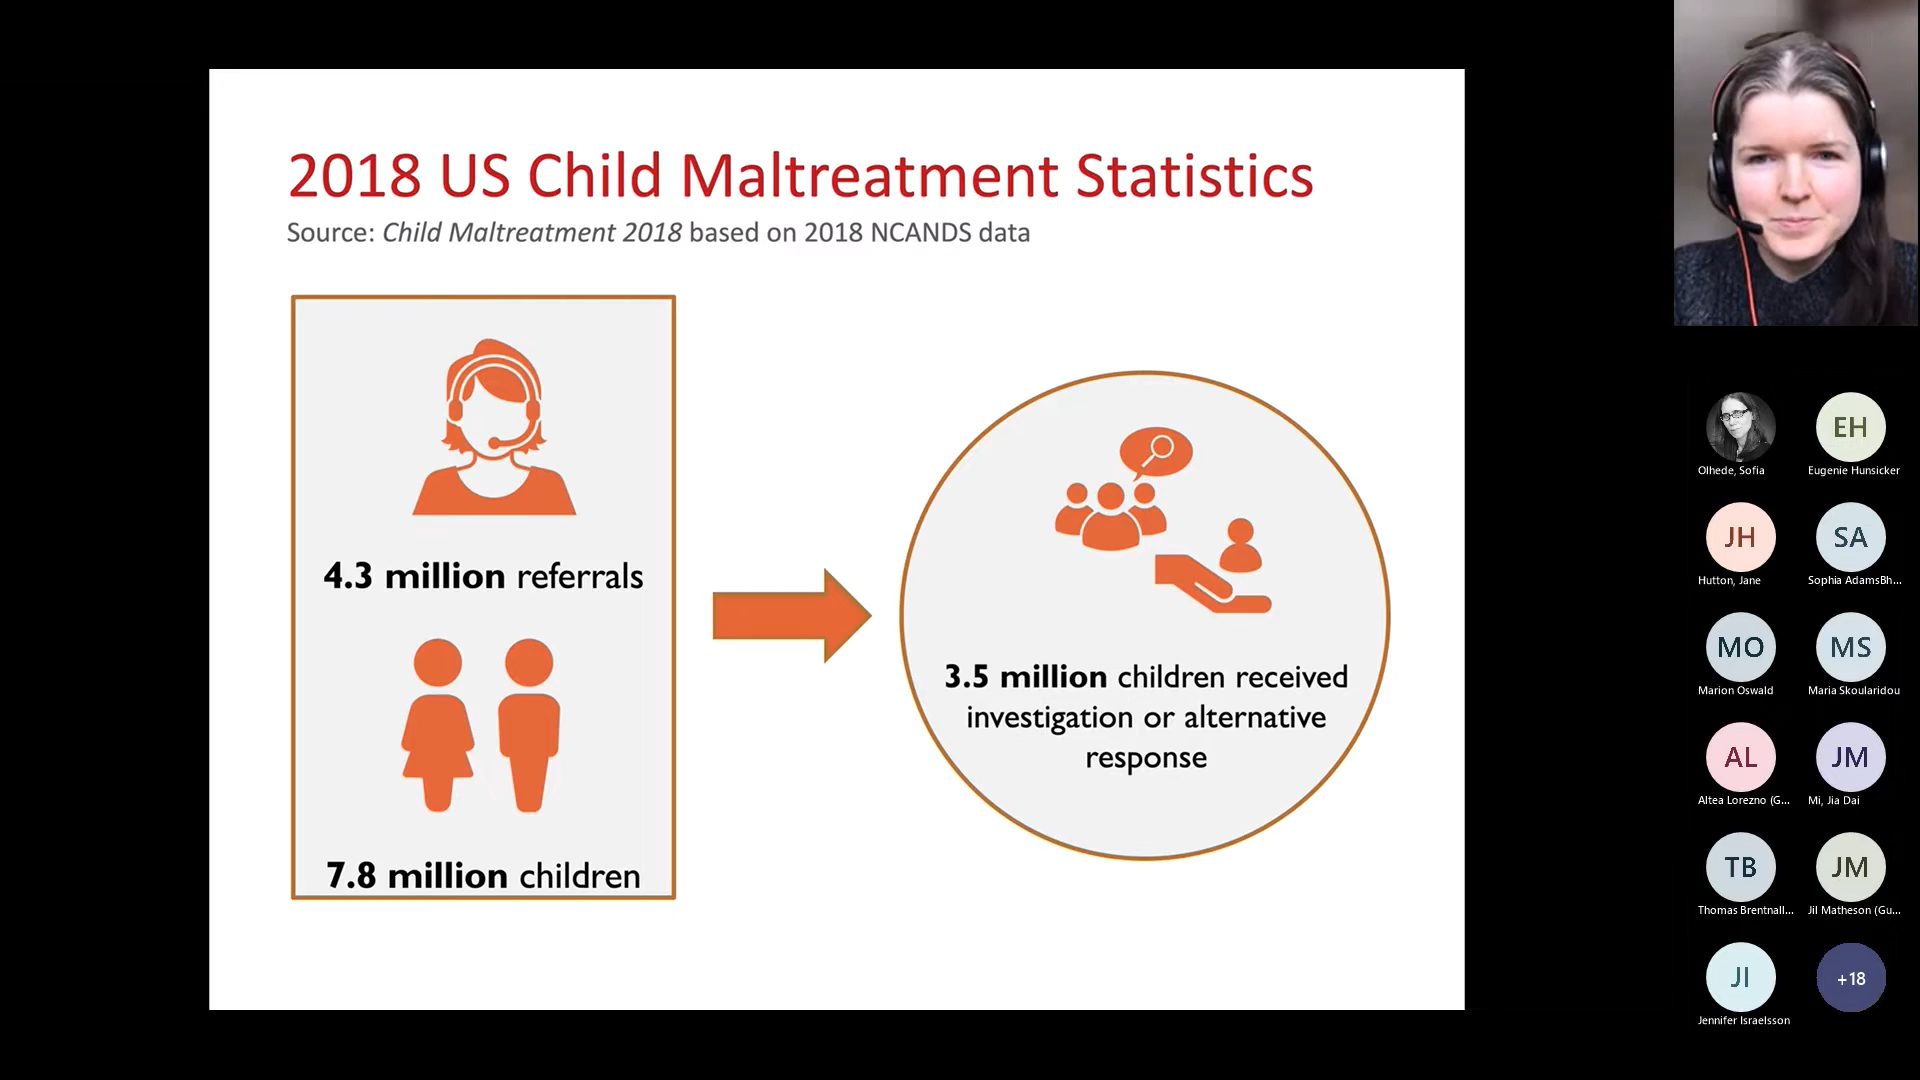 2018 US Child Maltreatment Statistics
Source: Child Maltreatment 2018 based on 2018 NCANDS data
4.3 million referrals
7.8 million children
3.5 million children received
investigation or alternative
response
Olhede, Sofia
EH
Eugenie Hunsicker
JH
Hutton, Jane
SA
Sophia AdamsBh...
MO
Marion Oswald
MS
Maria Skoularidou
AL
Altea Lorezno (G...
JM
Mi, Jia Dai
TB
Thomas Brentnall...
JM
Jil Matheson (Gu...
JI
Jennifer Israelsson
+18